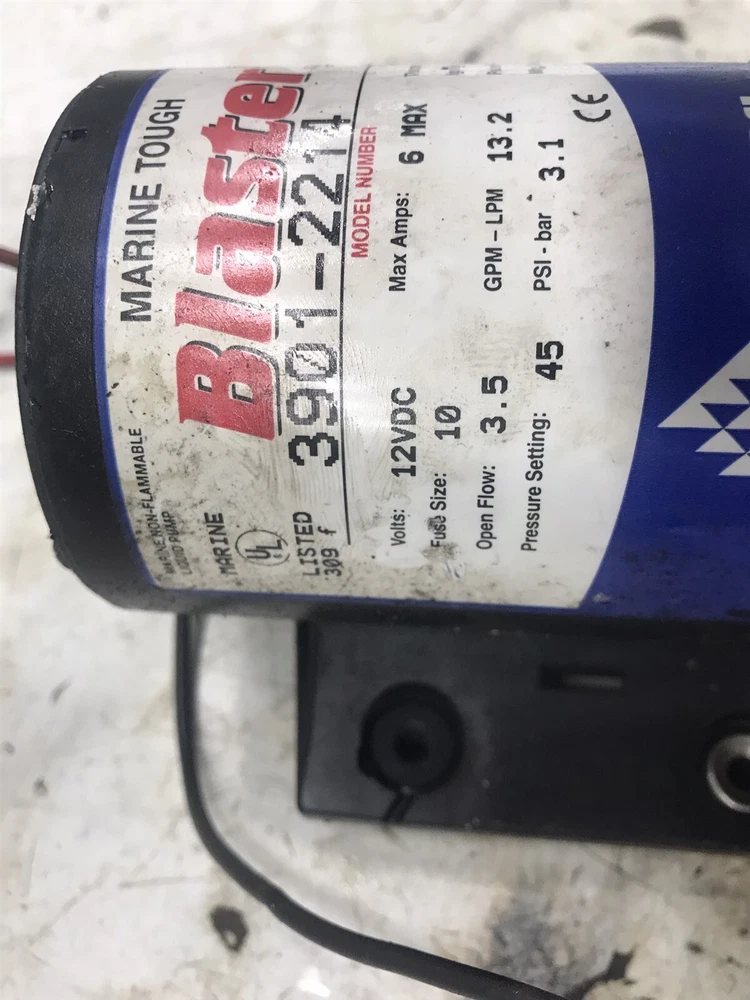 MARINE TOUGH
Blaster
3901-2211
MODEL NUMBER
MARINE NON-FLAMMABLE
LIQUID PUMP
MARINE
UL
LISTED
309 f
Volts: 12VDC Max Amps: 6 MAX
Fuse Size: 10
Open Flow: 3.5 GPM – LPM 13.2
Pressure Setting: 45 PSI - bar 3.1
CE